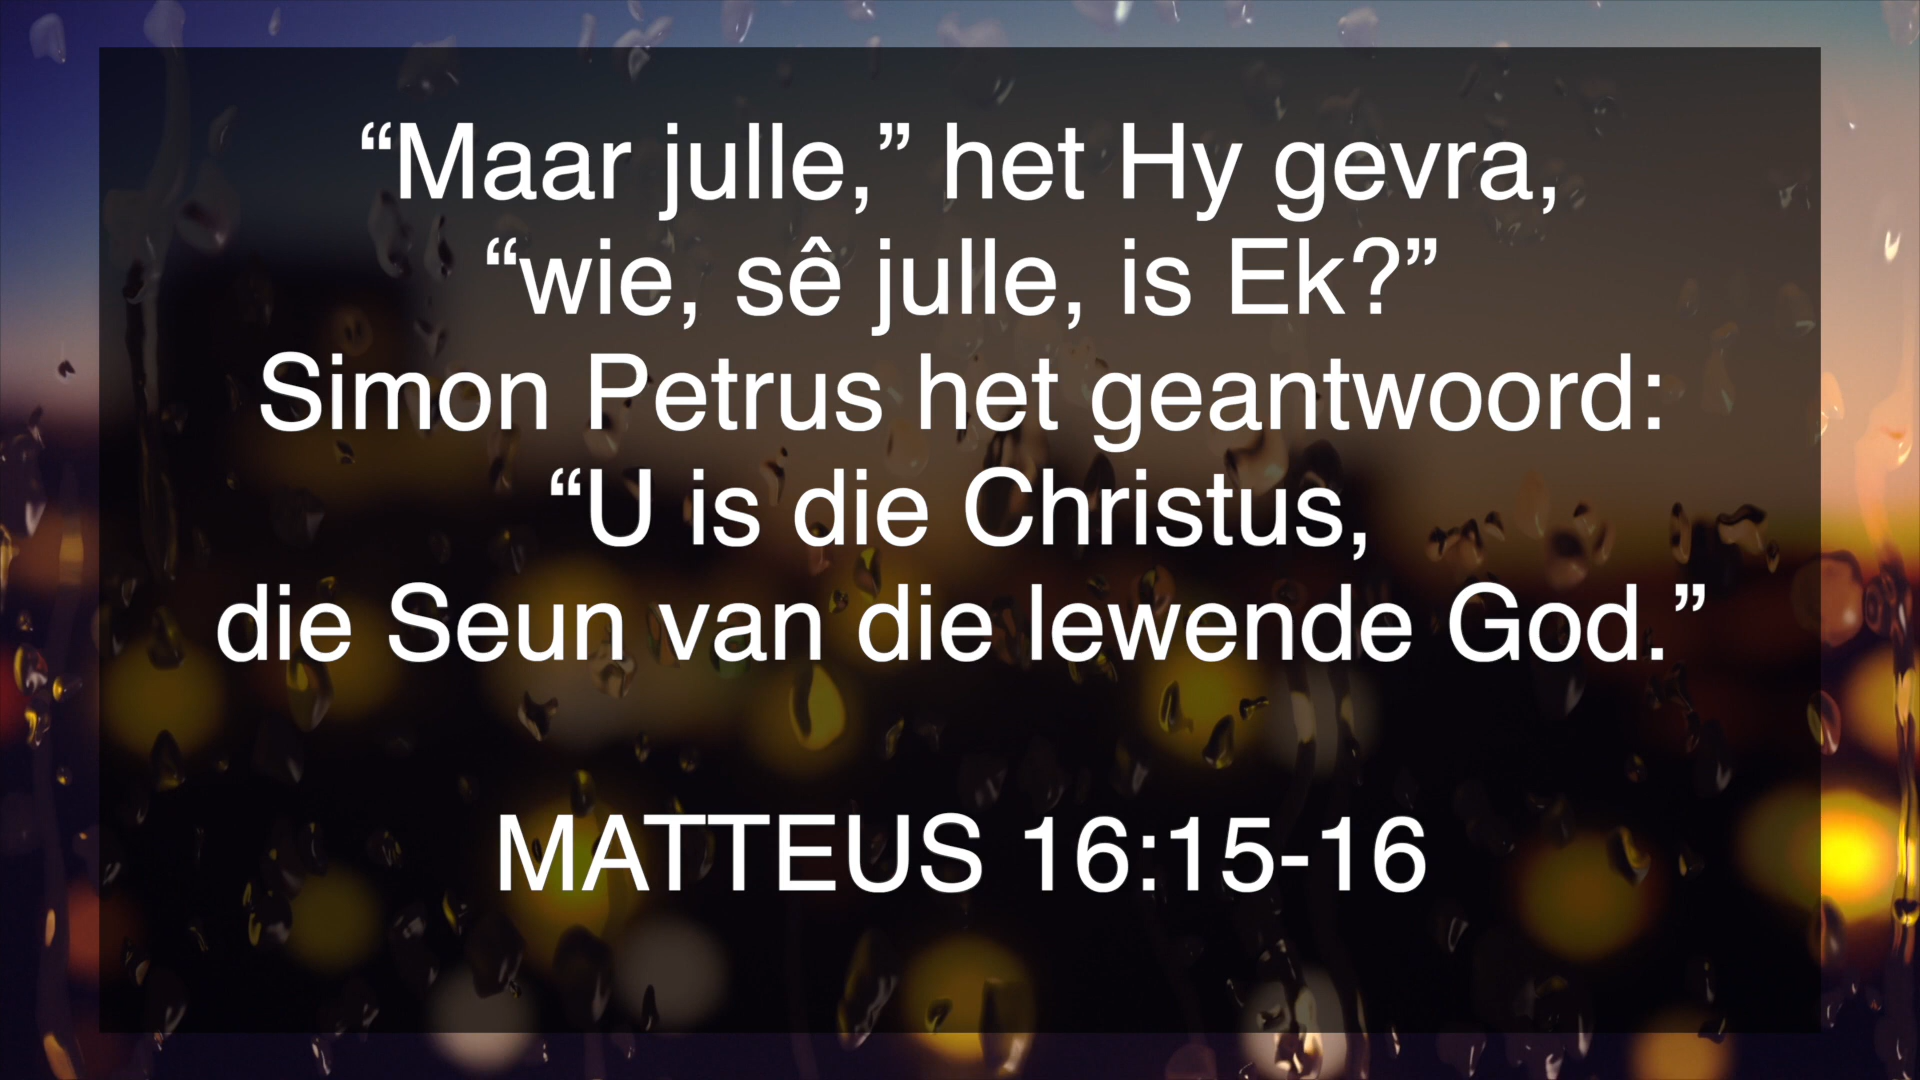 “Maar julle,” het Hy gevra,
“wie, sê julle, is Ek?”
Simon Petrus het geantwoord:
“U is die Christus,
die Seun van die lewende God.”
MATTEUS 16:15-16